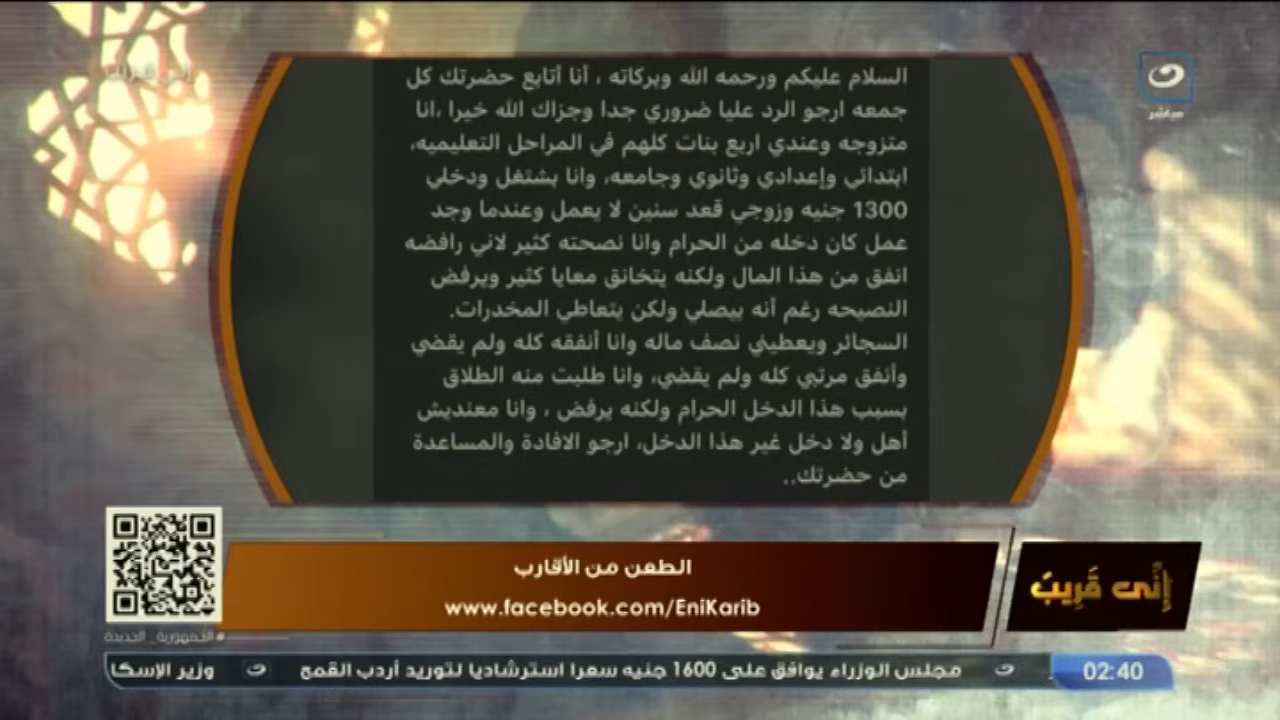 إني_قريب
مباشر
السلام عليكم ورحمه الله وبركاته ، أنا أتابع حضرتك كل
جمعه ارجو الرد عليا ضروري جدا وجزاك الله خيرا ،انا
متزوجه وعندي اربع بنات كلهم في المراحل التعليميه،
ابتدائي وإعدادي وثانوي وجامعه، وانا بشتغل ودخلي
1300 جنيه وزوجي قعد سنين لا يعمل وعندما وجد
عمل كان دخله من الحرام وانا نصحته كثير لاني رافضه
انفق من هذا المال ولكنه يتخانق معايا كثير ويرفض
النصيحه رغم أنه بيصلي ولكن يتعاطي المخدرات.
السجائر ويعطيني نصف ماله وانا أنفقه كله ولم يقضي
وأنفق مرتبي كله ولم يقضي، وانا طلبت منه الطلاق
بسبب هذا الدخل الحرام ولكنه يرفض ، وانا معنديش
أهل ولا دخل غير هذا الدخل، ارجو الافادة والمساعدة
من حضرتك..
الطعن من الأقارب
www.facebook.com/EniKarib
إِنِّى قَرِيبٌ
#الجمهورية_الجديدة
02:40
مجلس الوزراء يوافق على 1600 جنيه سعرا استرشاديا لتوريد أردب القمح
وزير الإسكا